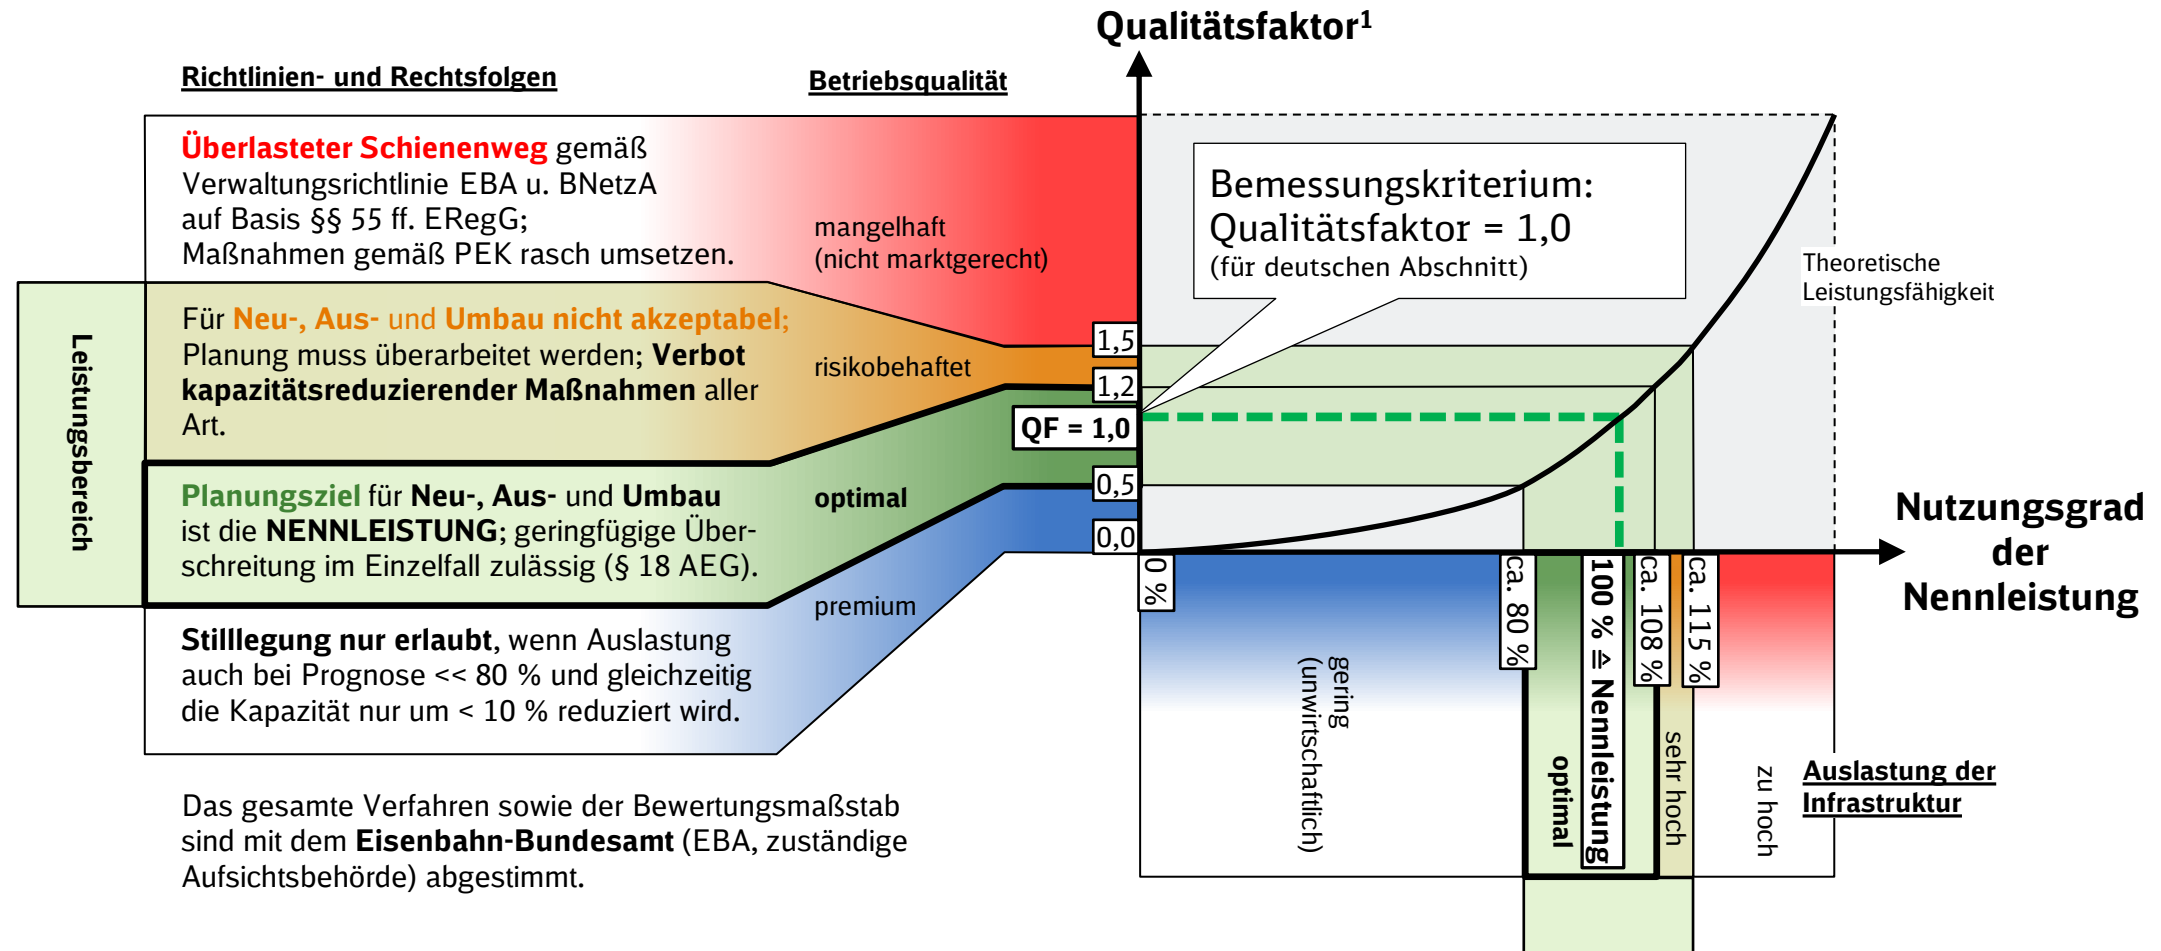 Qualitätsfaktor¹
Richtlinien- und Rechtsfolgen
Betriebsqualität
Überlasteter Schienenweg gemäß
Verwaltungsrichtlinie EBA u. BNetzA
auf Basis §§ 55 ff. ERegG;
Maßnahmen gemäß PEK rasch umsetzen.
mangelhaft
(nicht marktgerecht)
Für Neu-, Aus- und Umbau nicht akzeptabel;
Planung muss überarbeitet werden; Verbot
kapazitätsreduzierender Maßnahmen aller
Art.
risikobehaftet
Leistungsbereich
Planungsziel für Neu-, Aus- und Umbau
ist die NENNLEISTUNG; geringfügige Über-
schreitung im Einzelfall zulässig (§ 18 AEG).
optimal
Stilllegung nur erlaubt, wenn Auslastung
auch bei Prognose << 80 % und gleichzeitig
die Kapazität nur um < 10 % reduziert wird.
premium
Das gesamte Verfahren sowie der Bewertungsmaßstab
sind mit dem Eisenbahn-Bundesamt (EBA, zuständige
Aufsichtsbehörde) abgestimmt.
Bemessungskriterium:
Qualitätsfaktor = 1,0
(für deutschen Abschnitt)
Theoretische
Leistungsfähigkeit
1,5
1,2
QF = 1,0
0,5
0,0
Nutzungsgrad
der
Nennleistung
0 %
ca. 80 %
100 % ≙ Nennleistung
ca. 108 %
ca. 115 %
gering
(unwirtschaftlich)
optimal
sehr hoch
zu hoch
Auslastung der
Infrastruktur